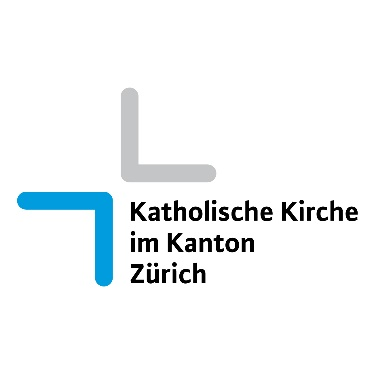 Katholische Kirche
im Kanton
Zürich